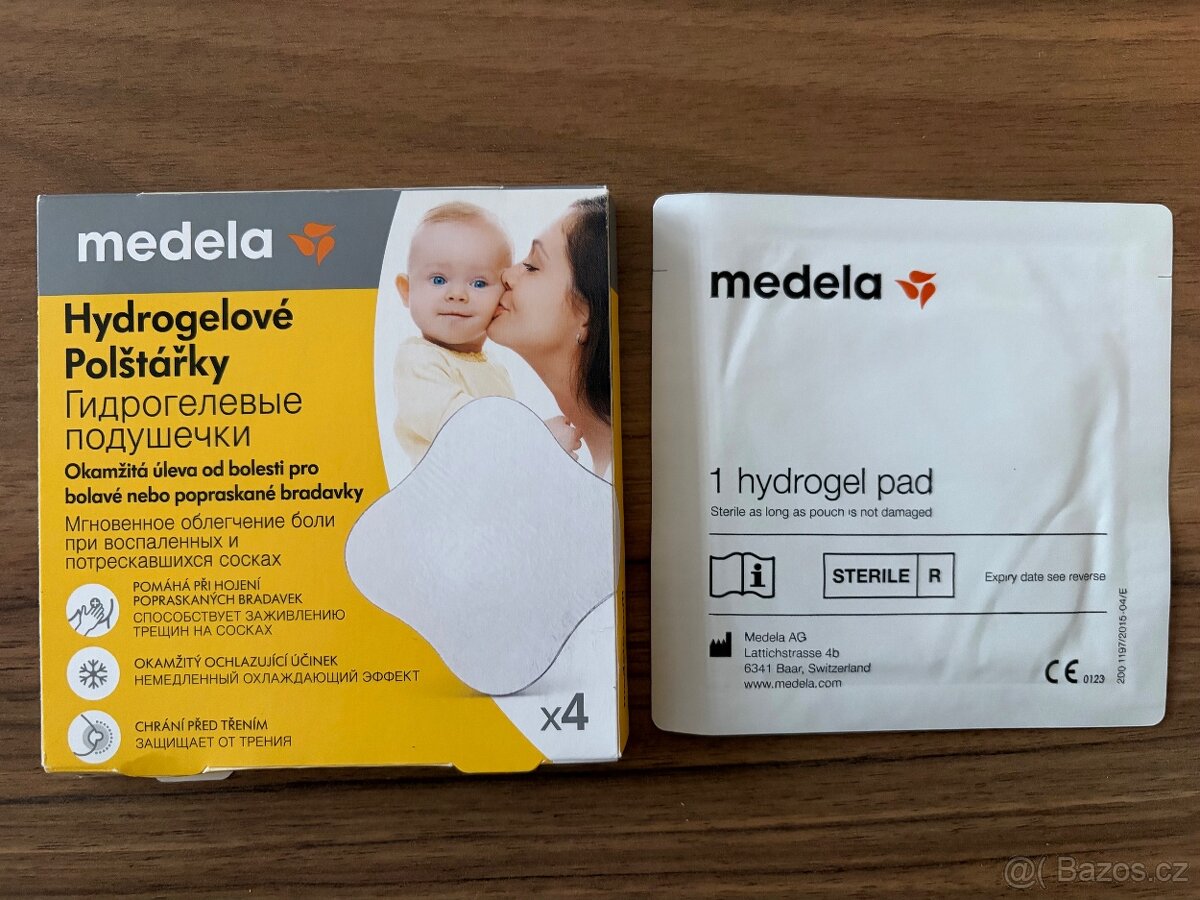 medela
Hydrogelové
Polštářky
Гидрогелевые
подушечки
Okamžitá úleva od bolesti pro
bolavé nebo popraskané bradavky
Мгновенное облегчение боли
при воспаленных и
потрескавшихся сосках
POMÁHÁ PŘI HOJENÍ
POPRASKANÝCH BRADAVEK
СПОСОБСТВУЕТ ЗАЖИВЛЕНИЮ
ТРЕЩИН НА СОСКАХ
OKAMŽITÝ OCHLAZUJÍCÍ ÚČINEK
НЕМЕДЛЕННЫЙ ОХЛАЖДАЮЩИЙ ЭФФЕКТ
CHRÁNÍ PŘED TŘENÍM
ЗАЩИЩАЕТ ОТ ТРЕНИЯ
x4
medela
1 hydrogel pad
Sterile as long as pouch is not damaged
i
STERILE R
Expiry date see reverse
Medela AG
Lattichstrasse 4b
6341 Baar, Switzerland
www.medela.com
CE 0123
200 1197/2015-04/E
@( Bazos.cz